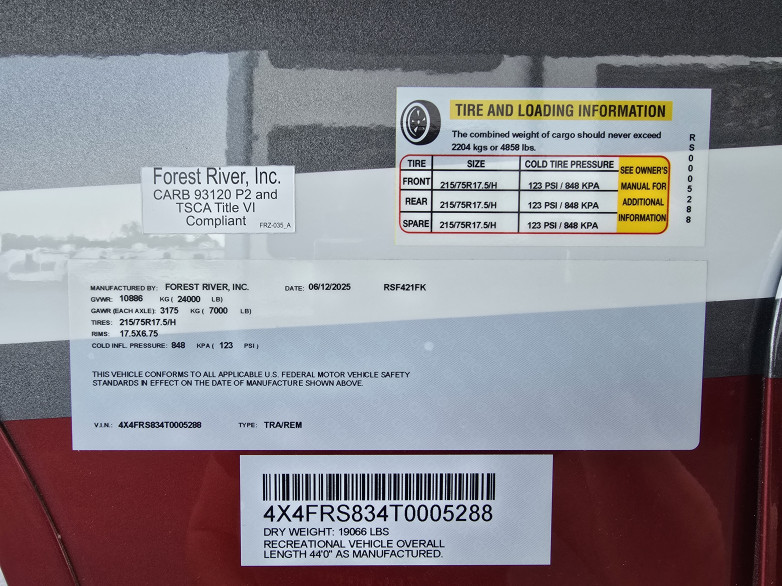 TIRE AND LOADING INFORMATION
The combined weight of cargo should never exceed
2204 kgs or 4858 lbs.
TIRE SIZE COLD TIRE PRESSURE SEE OWNER'S
FRONT 215/75R17.5/H 123 PSI / 848 KPA MANUAL FOR
REAR 215/75R17.5/H 123 PSI / 848 KPA ADDITIONAL
SPARE 215/75R17.5/H 123 PSI / 848 KPA INFORMATION
RS0005288
Forest River, Inc.
CARB 93120 P2 and
TSCA Title VI
Compliant
FRZ-035_A
MANUFACTURED BY: FOREST RIVER, INC. DATE: 06/12/2025 RSF421FK
GVWR: 10886 KG ( 24000 LB)
GAWR (EACH AXLE): 3175 KG ( 7000 LB)
TIRES: 215/75R17.5/H
RIMS: 17.5X6.75
COLD INFL. PRESSURE: 848 KPA ( 123 PSI )
THIS VEHICLE CONFORMS TO ALL APPLICABLE U.S. FEDERAL MOTOR VEHICLE SAFETY
STANDARDS IN EFFECT ON THE DATE OF MANUFACTURE SHOWN ABOVE.
V.I.N.: 4X4FRS834T0005288 TYPE: TRA/REM
4X4FRS834T0005288
DRY WEIGHT: 19066 LBS
RECREATIONAL VEHICLE OVERALL
LENGTH 44'0" AS MANUFACTURED.